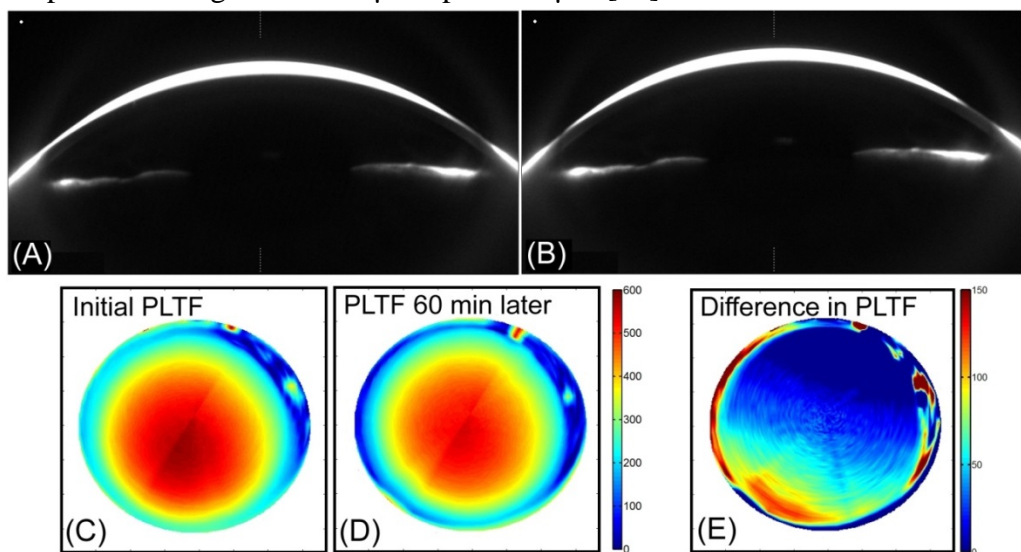 (A)
(B)
Initial PLTF
PLTF 60 min later
Difference in PLTF
600
500
400
300
200
100
0
150
100
50
0
(C)
(D)
(E)